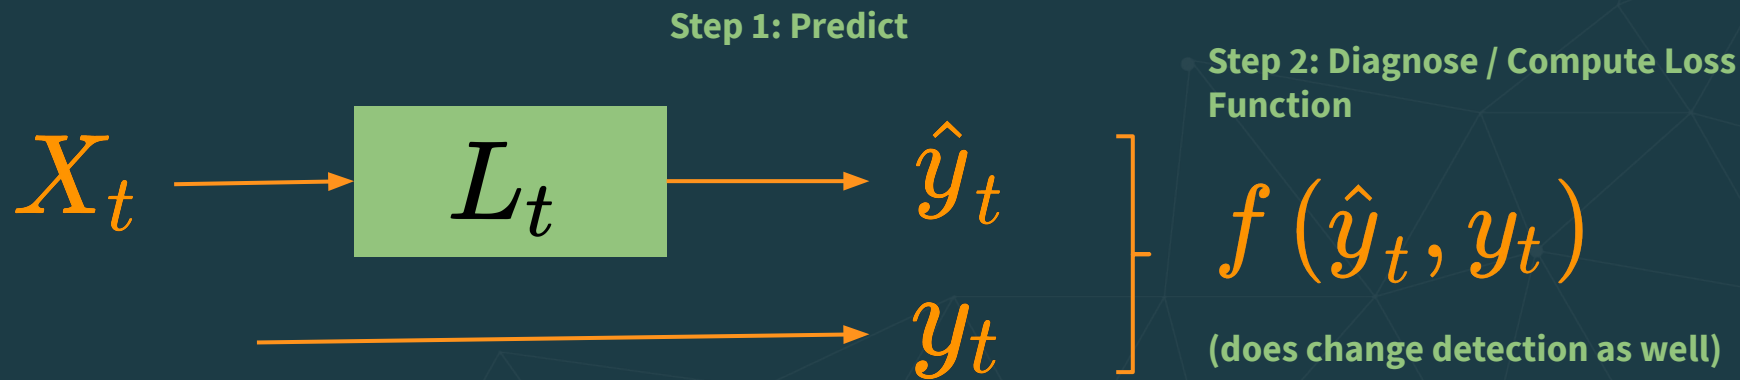 Step 1: Predict
Step 2: Diagnose / Compute Loss
Function
X_t
L_t
ŷ_t
f(ŷ_t, y_t)
y_t
(does change detection as well)